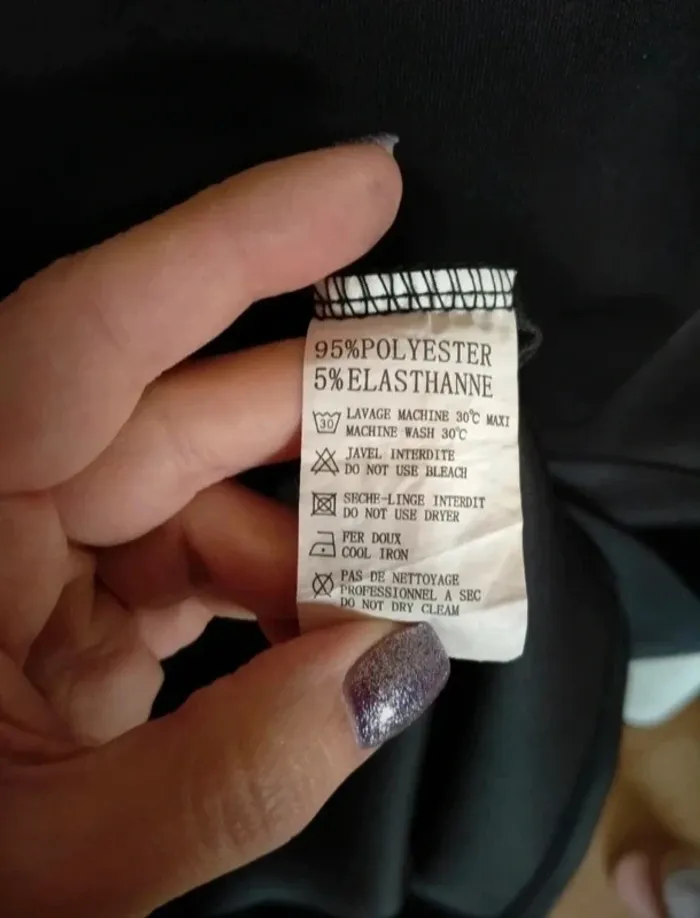 95%POLYESTER
5%ELASTHANNE
30
LAVAGE MACHINE 30℃ MAXI
MACHINE WASH 30℃
JAVEL INTERDITE
DO NOT USE BLEACH
SECHE-LINGE INTERDIT
DO NOT USE DRYER
FER DOUX
COOL IRON
PAS DE NETTOYAGE
PROFESSIONNEL A SEC
DO NOT DRY CLEAM